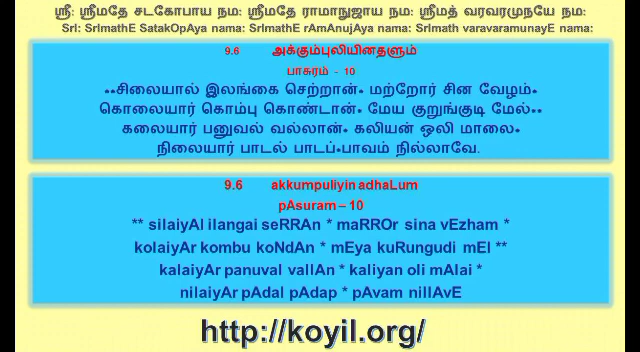 ஸ்ரீ: ஸ்ரீமதே சடகோபாய நம: ஸ்ரீமதே ராமாநுஜாய நம: ஸ்ரீமத் வரவரமுநயே நம:
SrI: SrImathE SatakOpAya nama: SrImathE rAmAnujAya nama: SrImath varavaramunayE nama:
9.6 அக்கும்புலியினதளும்
பாசுரம் - 10
**சிலையால் இலங்கை செற்றான்* மற்றோர் சின வேழம்*
கொலையார் கொம்பு கொண்டான்* மேய குறுங்குடி மேல்**
கலையார் பனுவல் வல்லான்* கலியன் ஒலி மாலை*
நிலையார் பாடல் பாடப்*பாவம் நில்லாவே.
9.6 akkumpuliyin adhaLum
pAsuram – 10
** silaiyAl ilangai seRRAn * maRROr sina vEzham *
kolaiyAr kombu koNdAn * mEya kuRungudi mEl **
kalaiyAr panuval vallAn * kaliyan oli mAlai *
nilaiyAr pAdal pAdap * pAvam nillAvE
http://koyil.org/